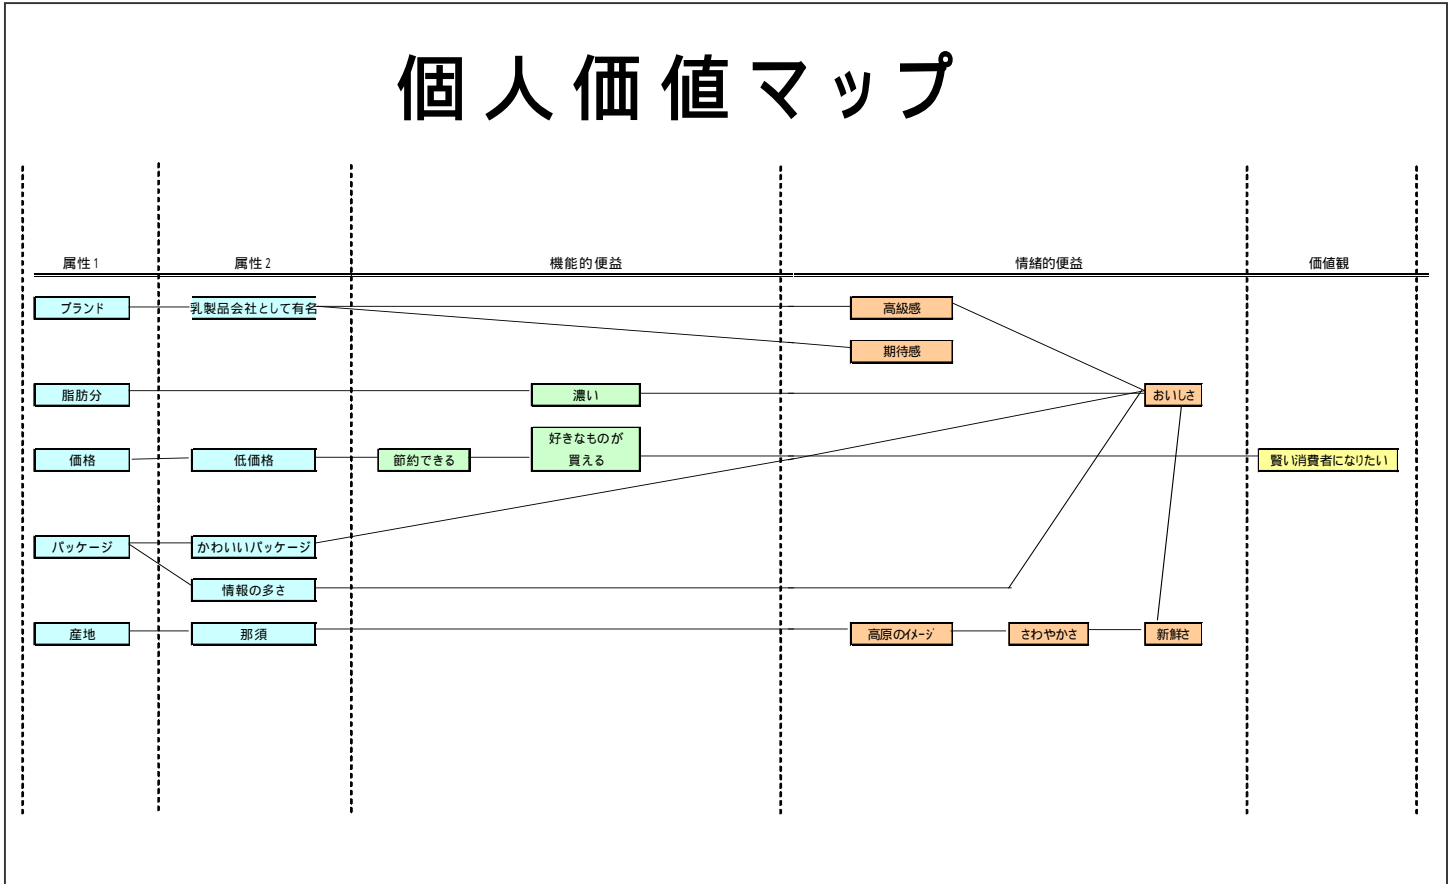 個人価値マップ
属性1 属性2 機能的便益 情緒的便益 価値観
ブランド 乳製品会社として有名 高級感
期待感
脂肪分 濃い おいしさ
価格 低価格 節約できる 好きなものが
買える 賢い消費者になりたい
パッケージ かわいいパッケージ
情報の多さ
産地 那須 高原のイメージ さわやかさ 新鮮さ